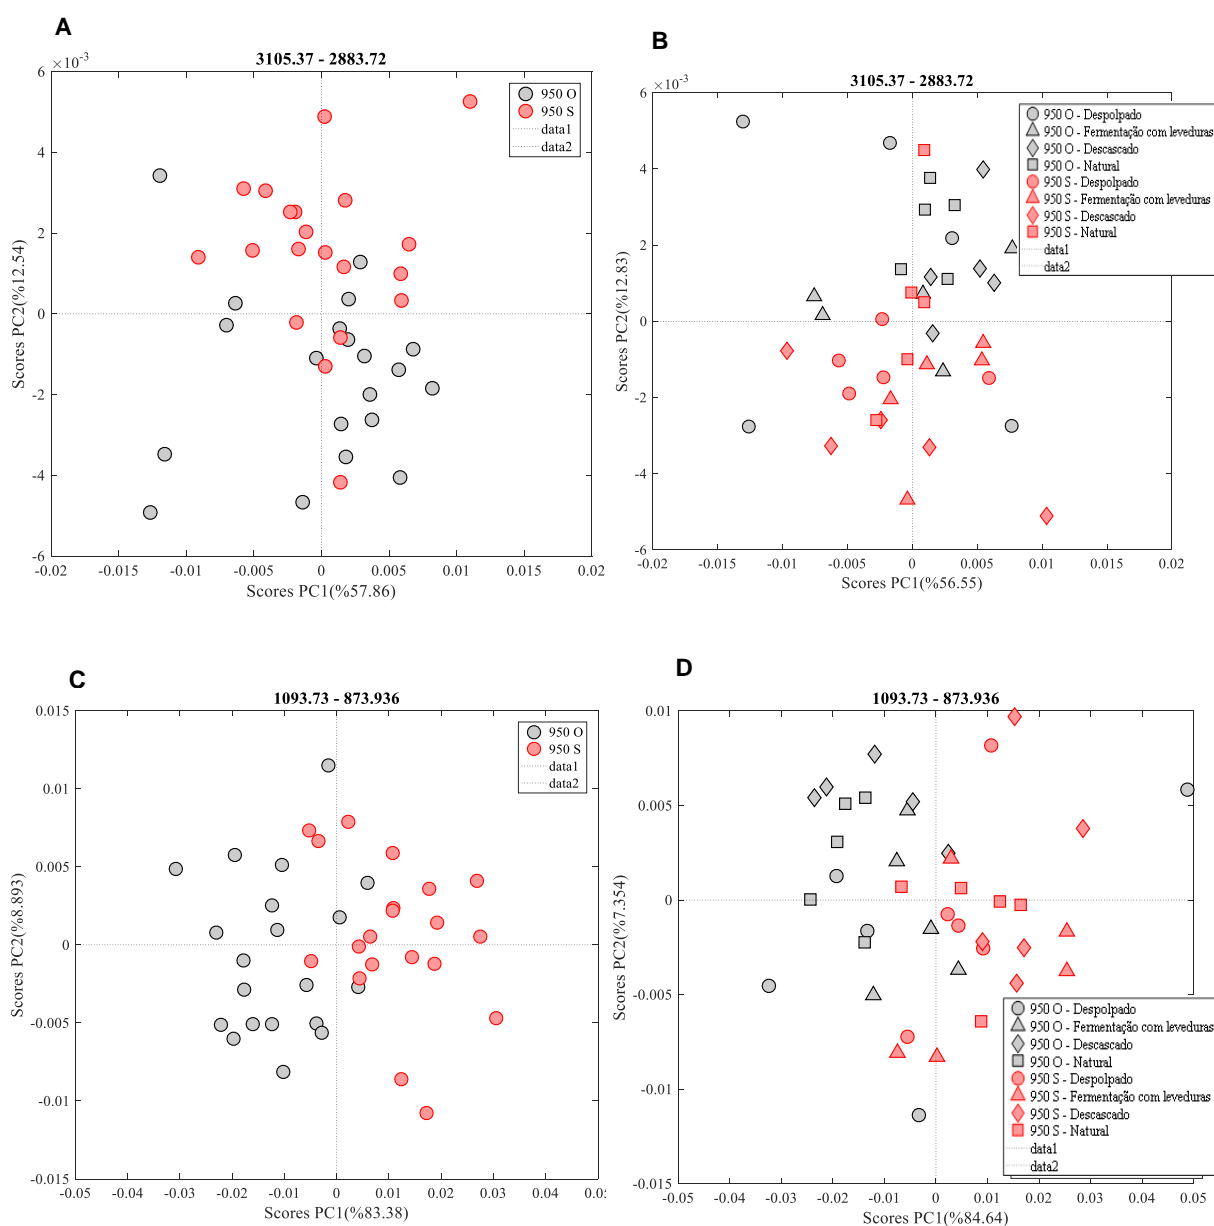 A
3105.37 - 2883.72
×10-3
6
4
2
0
-2
-4
-6
-0.02 -0.015 -0.01 -0.005 0 0.005 0.01 0.015 0.02
Scores PC1(%57.86)
Scores PC2(%12.54)
950 O
950 S
data1
data2
B
3105.37 - 2883.72
×10-3
6
4
2
0
-2
-4
-6
-0.02 -0.015 -0.01 -0.005 0 0.005 0.01 0.015 0.02
Scores PC1(%56.55)
Scores PC2(%12.83)
950 O - Despolpado
950 O - Fermentação com leveduras
950 O - Descascado
950 O - Natural
950 S - Despolpado
950 S - Fermentação com leveduras
950 S - Descascado
950 S - Natural
data1
data2
C
1093.73 - 873.936
0.015
0.01
0.005
0
-0.005
-0.01
-0.015
-0.05 -0.04 -0.03 -0.02 -0.01 0 0.01 0.02 0.03 0.04
Scores PC1(%83.38)
Scores PC2(%8.893)
950 O
950 S
data1
data2
D
1093.73 - 873.936
0.01
0.005
0
-0.005
-0.01
-0.015
-0.05 -0.04 -0.03 -0.02 -0.01 0 0.01 0.02 0.03 0.04 0.05
Scores PC1(%84.64)
Scores PC2(%7.354)
950 O - Despolpado
950 O - Fermentação com leveduras
950 O - Descascado
950 O - Natural
950 S - Despolpado
950 S - Fermentação com leveduras
950 S - Descascado
950 S - Natural
data1
data2